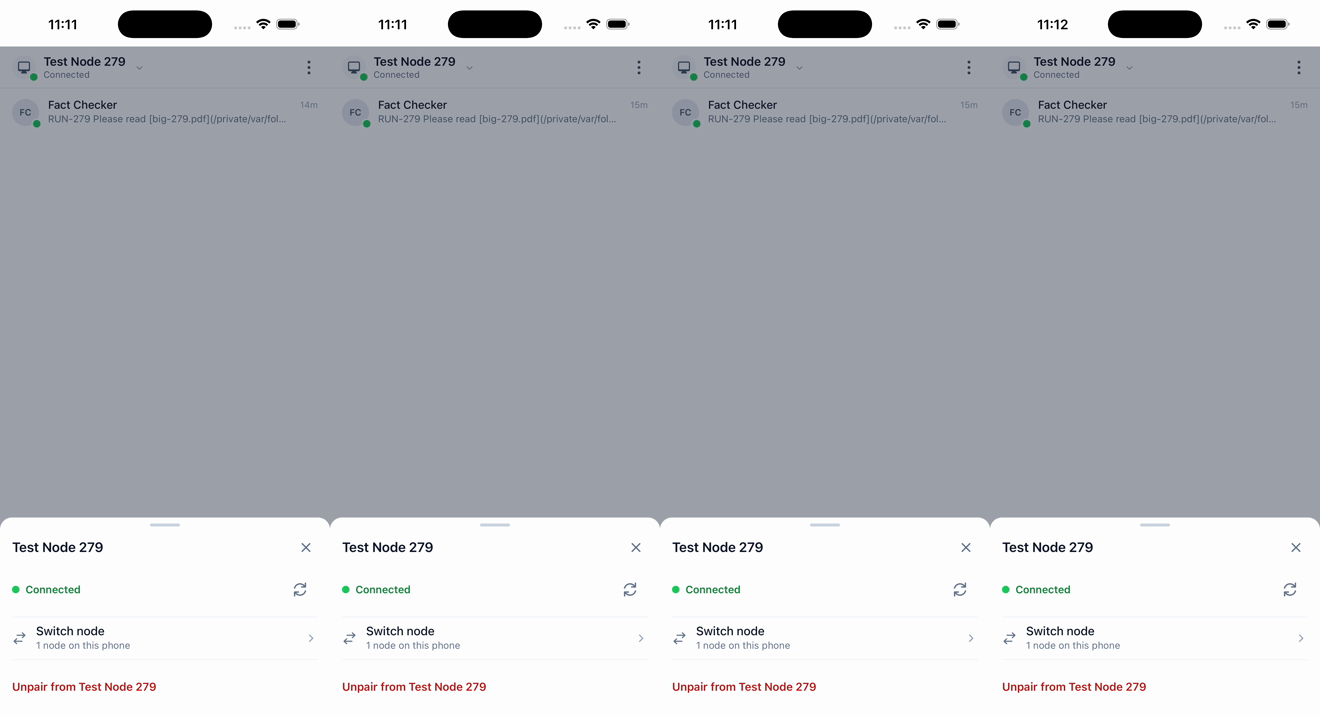 11:11
Test Node 279
Connected
FC
Fact Checker
14m
RUN-279 Please read [big-279.pdf](/private/var/fol...
Test Node 279
Connected
Switch node
1 node on this phone
Unpair from Test Node 279
11:11
Test Node 279
Connected
FC
Fact Checker
15m
RUN-279 Please read [big-279.pdf](/private/var/fol...
Test Node 279
Connected
Switch node
1 node on this phone
Unpair from Test Node 279
11:11
Test Node 279
Connected
FC
Fact Checker
15m
RUN-279 Please read [big-279.pdf](/private/var/fol...
Test Node 279
Connected
Switch node
1 node on this phone
Unpair from Test Node 279
11:12
Test Node 279
Connected
FC
Fact Checker
15m
RUN-279 Please read [big-279.pdf](/private/var/fol...
Test Node 279
Connected
Switch node
1 node on this phone
Unpair from Test Node 279